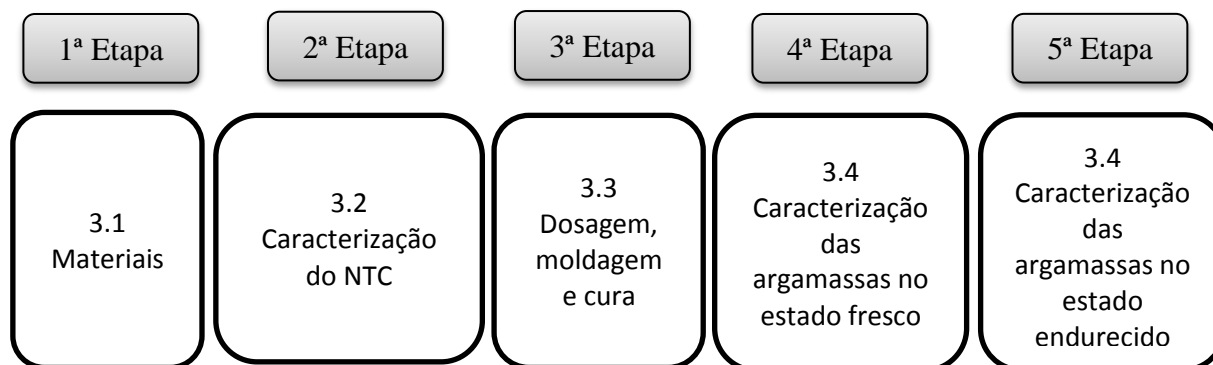 1ª Etapa
2ª Etapa
3ª Etapa
4ª Etapa
5ª Etapa
3.1
Materiais
3.2
Caracterização
do NTC
3.3
Dosagem,
moldagem
e cura
3.4
Caracterização
das
argamassas no
estado fresco
3.4
Caracterização
das
argamassas no
estado
endurecido